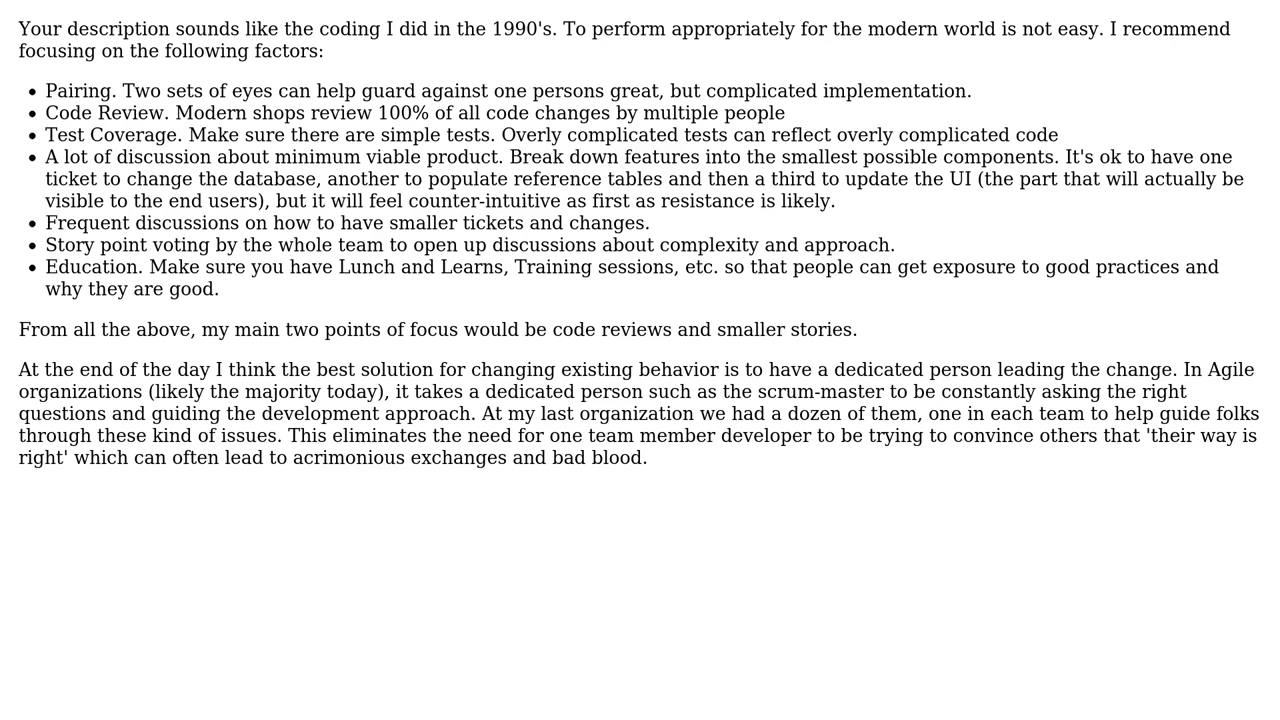 Your description sounds like the coding I did in the 1990's. To perform appropriately for the modern world is not easy. I recommend
focusing on the following factors:
• Pairing. Two sets of eyes can help guard against one persons great, but complicated implementation.
• Code Review. Modern shops review 100% of all code changes by multiple people
• Test Coverage. Make sure there are simple tests. Overly complicated tests can reflect overly complicated code
• A lot of discussion about minimum viable product. Break down features into the smallest possible components. It's ok to have one
ticket to change the database, another to populate reference tables and then a third to update the UI (the part that will actually be
visible to the end users), but it will feel counter-intuitive as first as resistance is likely.
• Frequent discussions on how to have smaller tickets and changes.
• Story point voting by the whole team to open up discussions about complexity and approach.
• Education. Make sure you have Lunch and Learns, Training sessions, etc. so that people can get exposure to good practices and
why they are good.
From all the above, my main two points of focus would be code reviews and smaller stories.
At the end of the day I think the best solution for changing existing behavior is to have a dedicated person leading the change. In Agile
organizations (likely the majority today), it takes a dedicated person such as the scrum-master to be constantly asking the right
questions and guiding the development approach. At my last organization we had a dozen of them, one in each team to help guide folks
through these kind of issues. This eliminates the need for one team member developer to be trying to convince others that 'their way is
right' which can often lead to acrimonious exchanges and bad blood.